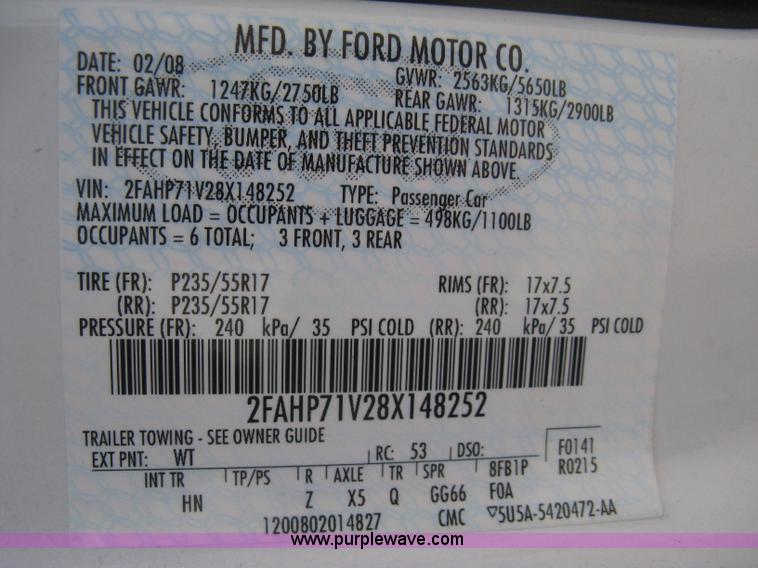 MFD. BY FORD MOTOR CO.
DATE: 02/08 GVWR: 2563KG/5650LB
FRONT GAWR: 1247KG/2750LB REAR GAWR: 1315KG/2900LB
THIS VEHICLE CONFORMS TO ALL APPLICABLE FEDERAL MOTOR
VEHICLE SAFETY, BUMPER, AND THEFT PREVENTION STANDARDS
IN EFFECT ON THE DATE OF MANUFACTURE SHOWN ABOVE.
VIN: 2FAHP71V28X148252 TYPE: Passenger Car
MAXIMUM LOAD = OCCUPANTS + LUGGAGE = 498KG/1100LB
OCCUPANTS = 6 TOTAL; 3 FRONT, 3 REAR
TIRE (FR): P235/55R17 RIMS (FR): 17x7.5
(RR): P235/55R17 (RR): 17x7.5
PRESSURE (FR): 240 kPa/ 35 PSI COLD (RR): 240 kPa/ 35 PSI COLD
2FAHP71V28X148252
TRAILER TOWING - SEE OWNER GUIDE
EXT PNT: WT RC: 53 DSO: F0141
R0215
INT TR TP/PS R AXLE TR SPR 8FB1P
HN Z X5 Q GG66 F0A
1200802014827 CMC ▽5U5A-5420472-AA
www.purplewave.com